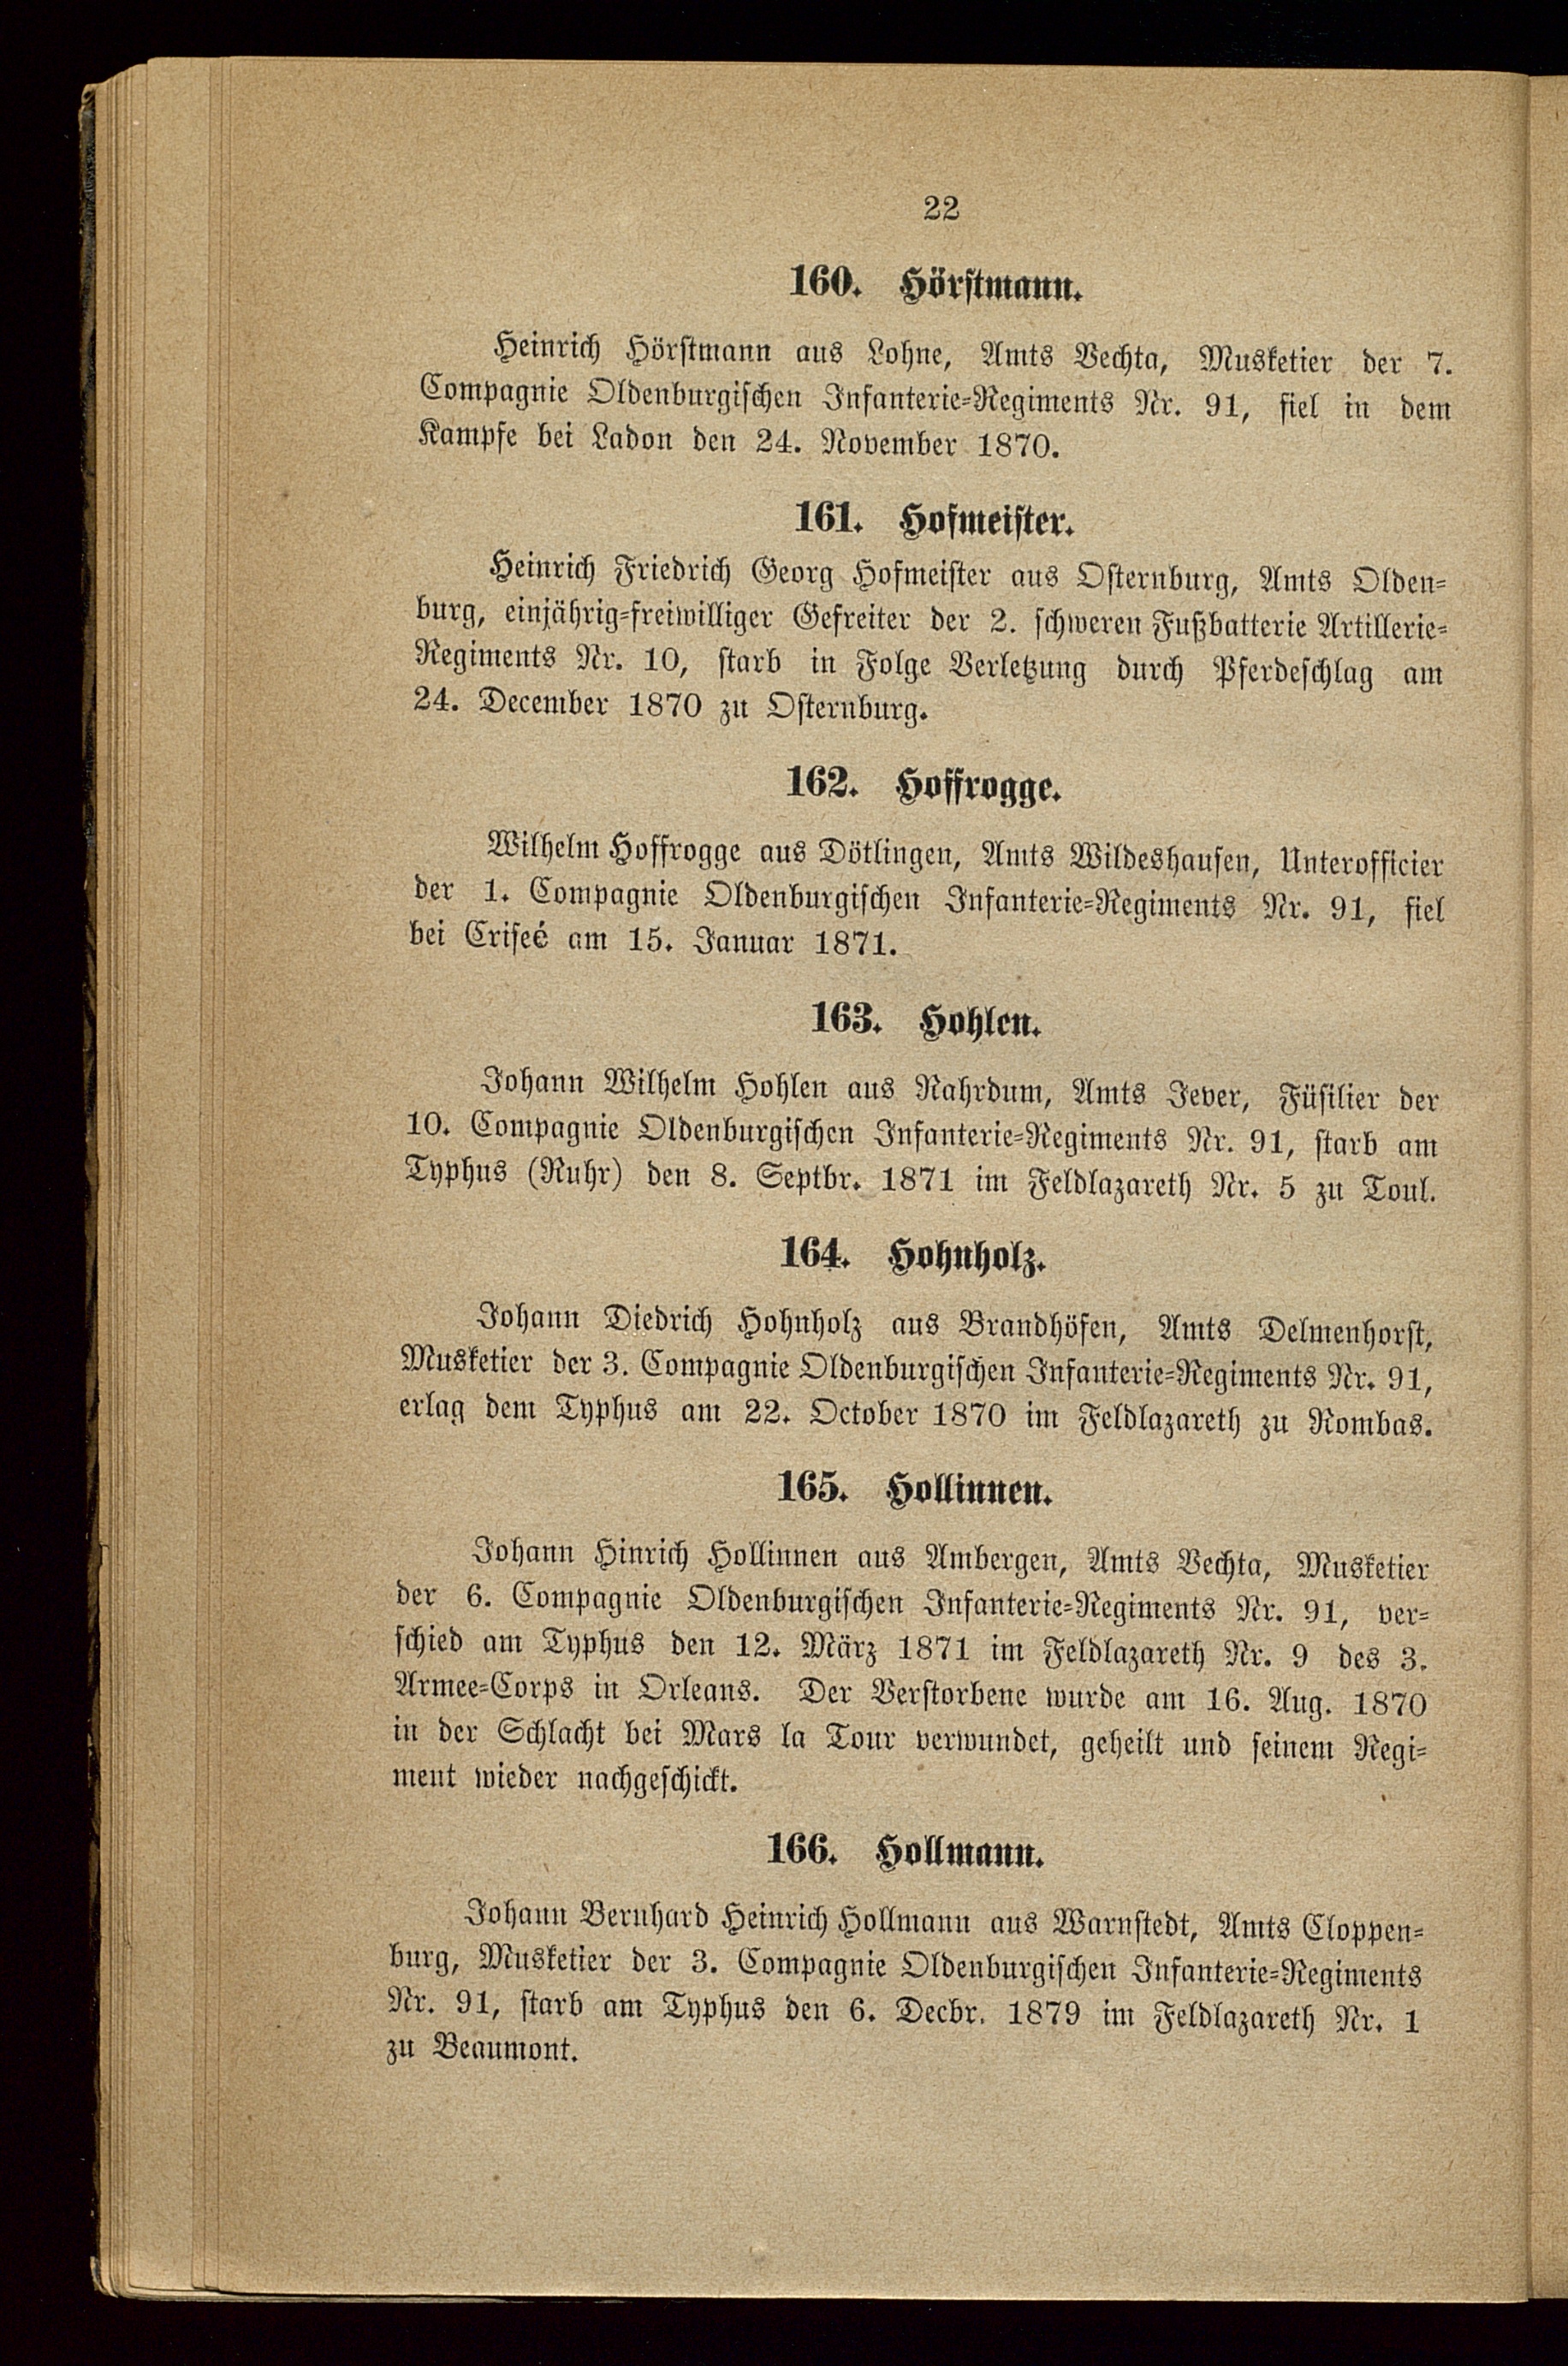 22
160. Hörstmann.
Heinrich Hörstmann aus Lohne, Amts Vechta, Musketier der 7.
Compagnie Oldenburgischen Infanterie-Regiments Nr. 91, fiel in dem
Kampfe bei Ladon den 24. November 1870.
161. Hofmeister.
Heinrich Friedrich Georg Hofmeister aus Osternburg, Amts Olden-
burg, einjährig-freiwilliger Gefreiter der 2. schweren Fußbatterie Artillerie-
Regiments Nr. 10, starb in Folge Verletzung durch Pferdeschlag am
24. December 1870 zu Osternburg.
162. Hoffrogge.
Wilhelm Hoffrogge aus Dötlingen, Amts Wildeshausen, Unterofficier
der 1. Compagnie Oldenburgischen Infanterie-Regiments Nr. 91, fiel
bei Criseé am 15. Januar 1871.
163. Hohlen.
Johann Wilhelm Hohlen aus Rahrdum, Amts Jever, Füsilier der
10. Compagnie Oldenburgischen Infanterie-Regiments Nr. 91, starb am
Typhus (Ruhr) den 8. Septbr. 1871 im Feldlazareth Nr. 5 zu Toul.
164. Hohnholz.
Johann Diedrich Hohnholz aus Brandhöfen, Amts Delmenhorst,
Musketier der 3. Compagnie Oldenburgischen Infanterie-Regiments Nr. 91,
erlag dem Typhus am 22. October 1870 im Feldlazareth zu Rombas.
165. Hollinnen.
Johann Hinrich Hollinnen aus Ambergen, Amts Vechta, Musketier
der 6. Compagnie Oldenburgischen Infanterie-Regiments Nr. 91, ver-
schied am Typhus den 12. März 1871 im Feldlazareth Nr. 9 des 3.
Armee-Corps in Orleans. Der Verstorbene wurde am 16. Aug. 1870
in der Schlacht bei Mars la Tour verwundet, geheilt und seinem Regi-
ment wieder nachgeschickt.
166. Hollmann.
Johann Bernhard Heinrich Hollmann aus Warnstedt, Amts Cloppen-
burg, Musketier der 3. Compagnie Oldenburgischen Infanterie-Regiments
Nr. 91, starb am Typhus den 6. Decbr. 1879 im Feldlazareth Nr. 1
zu Beaumont.